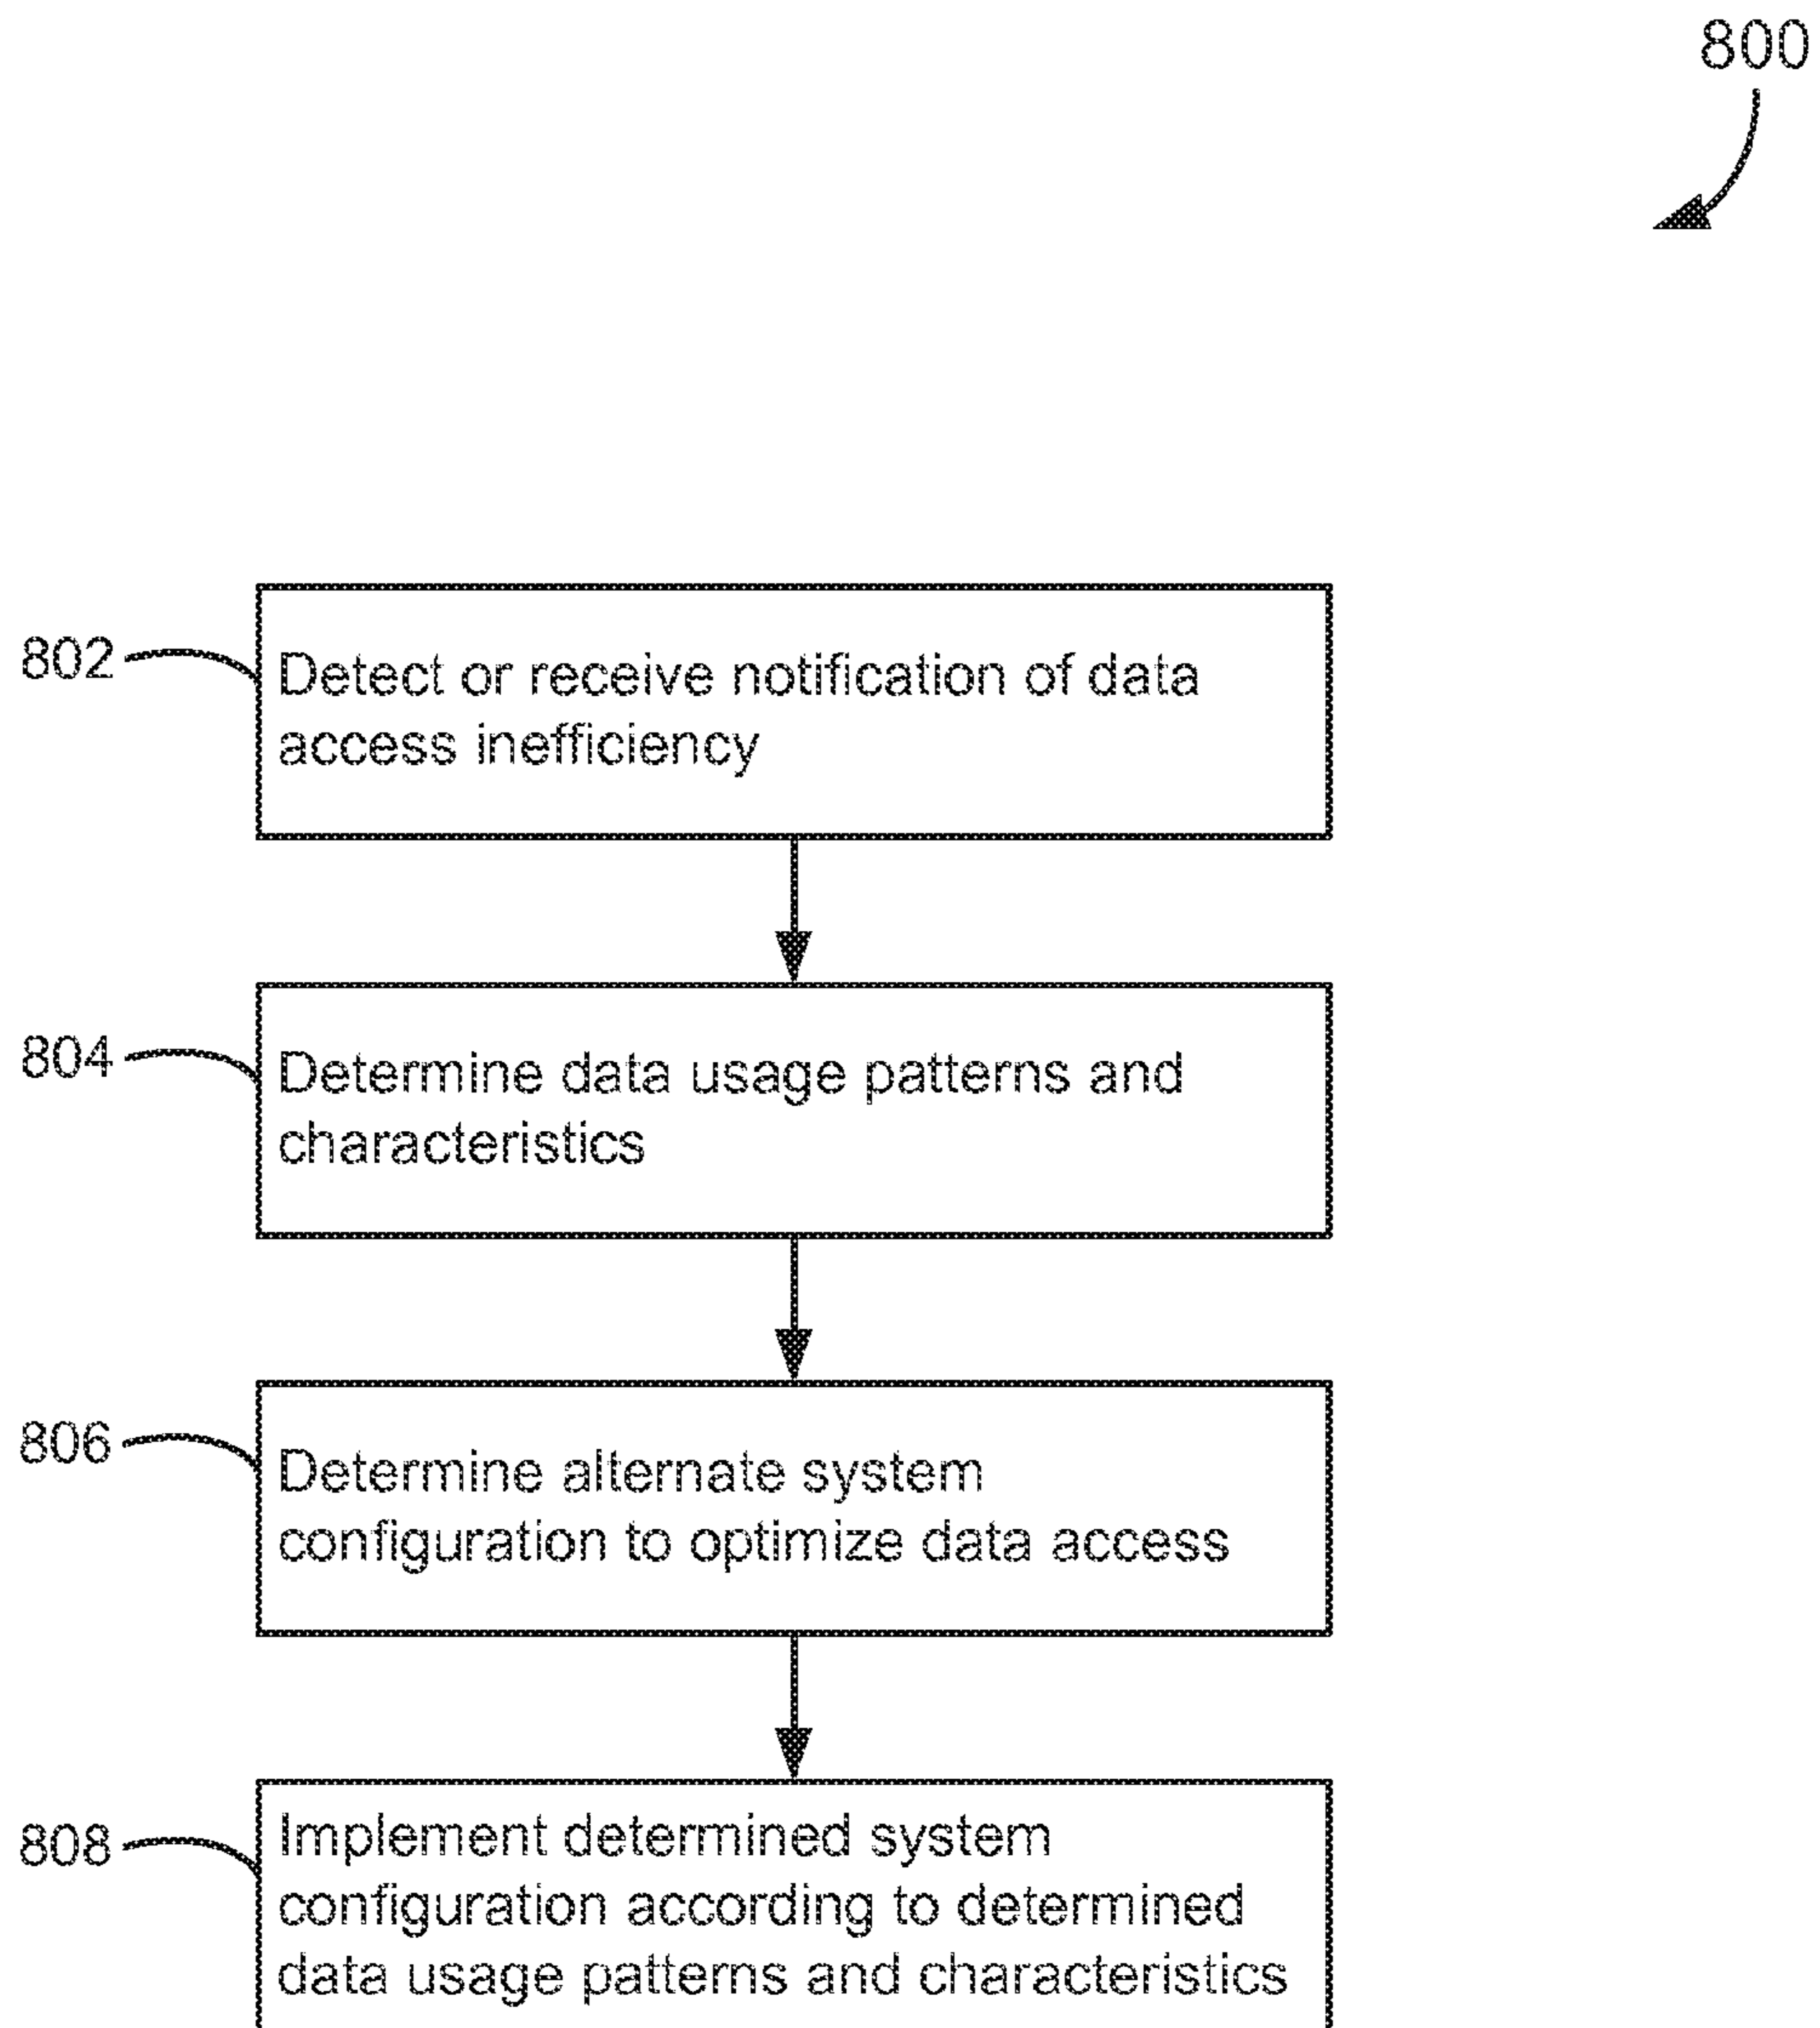 800
802
Detect or receive notification of data
access inefficiency
804
Determine data usage patterns and
characteristics
806
Determine alternate system
configuration to optimize data access
808
Implement determined system
configuration according to determined
data usage patterns and characteristics